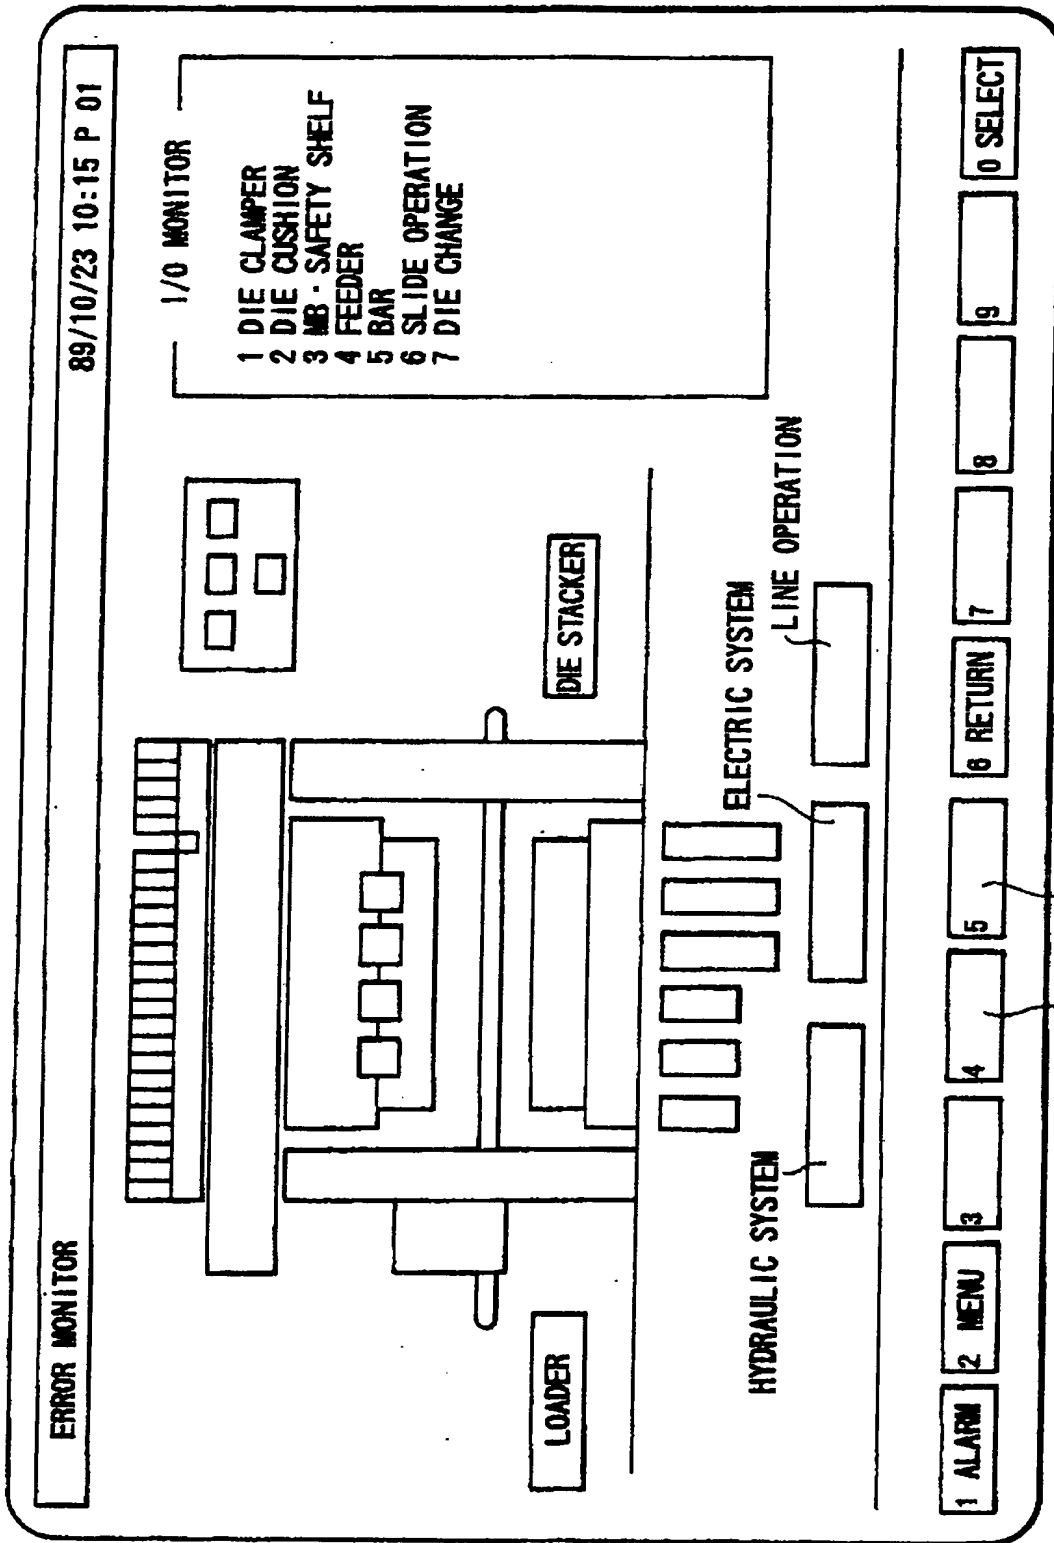 ERROR MONITOR 89/10/23 10:15 P 01
I/O MONITOR
1 DIE CLAMPER
2 DIE CUSHION
3 MB · SAFETY SHELF
4 FEEDER
5 BAR
6 SLIDE OPERATION
7 DIE CHANGE
LOADER
DIE STACKER
HYDRAULIC SYSTEM
ELECTRIC SYSTEM
LINE OPERATION
1 ALARM
2 MENU
3
4
5
6 RETURN
7
8
9
0 SELECT